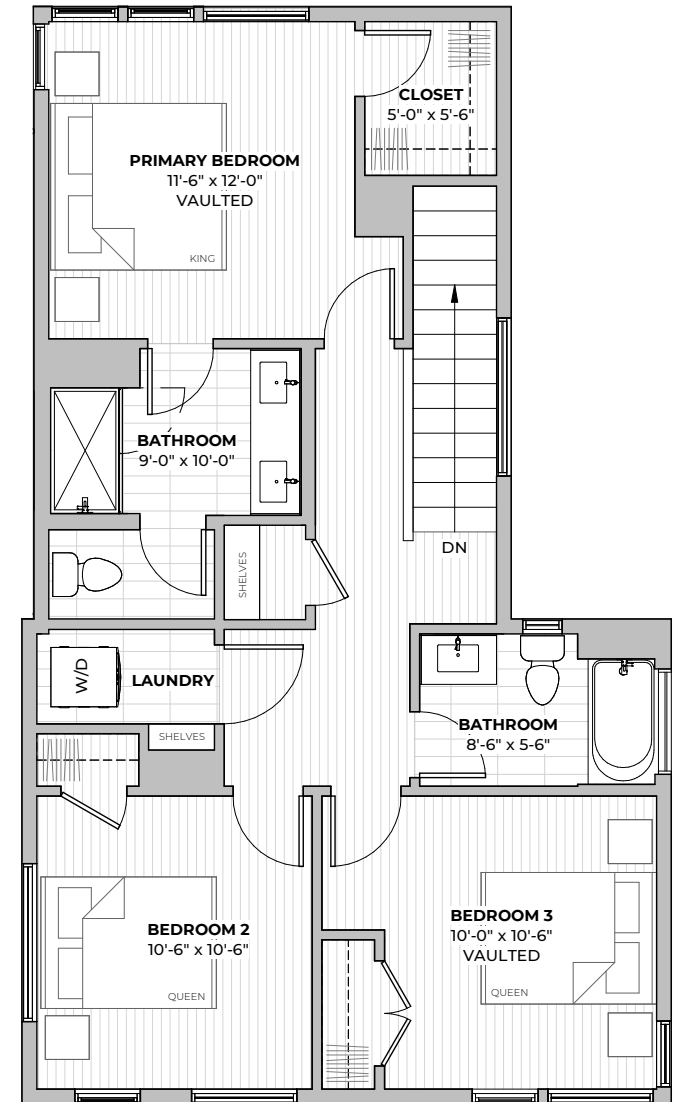 CLOSET
5'-0" x 5'-6"
PRIMARY BEDROOM
11'-6" x 12'-0"
VAULTED
KING
BATHROOM
9'-0" x 10'-0"
DN
SHELVES
W/D
LAUNDRY
SHELVES
BATHROOM
8'-6" x 5-6"
BEDROOM 2
10'-6" x 10'-6"
QUEEN
BEDROOM 3
10'-0" x 10'-6"
VAULTED
QUEEN